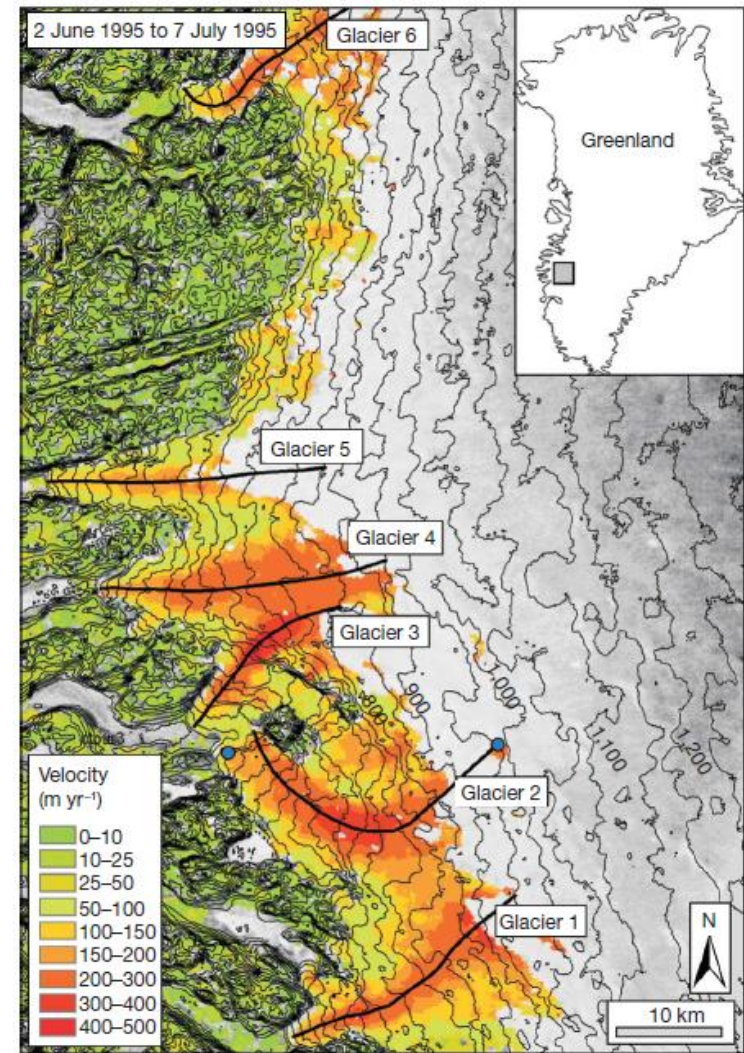 2 June 1995 to 7 July 1995
Glacier 6
Greenland
Glacier 5
Glacier 4
Glacier 3
800
900
1,000
1,100
1,200
Glacier 2
Glacier 1
Velocity
(m yr⁻¹)
0–10
10–25
25–50
50–100
100–150
150–200
200–300
300–400
400–500
N
10 km